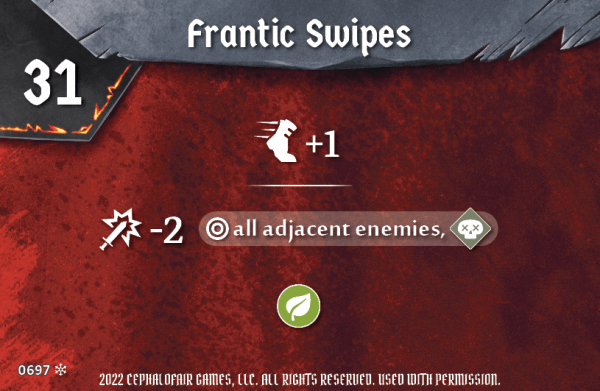 Frantic Swipes
31
+1
-2 all adjacent enemies,
0697
2022 CEPHALOFAIR GAMES, LLC. ALL RIGHTS RESERVED. USED WITH PERMISSION.